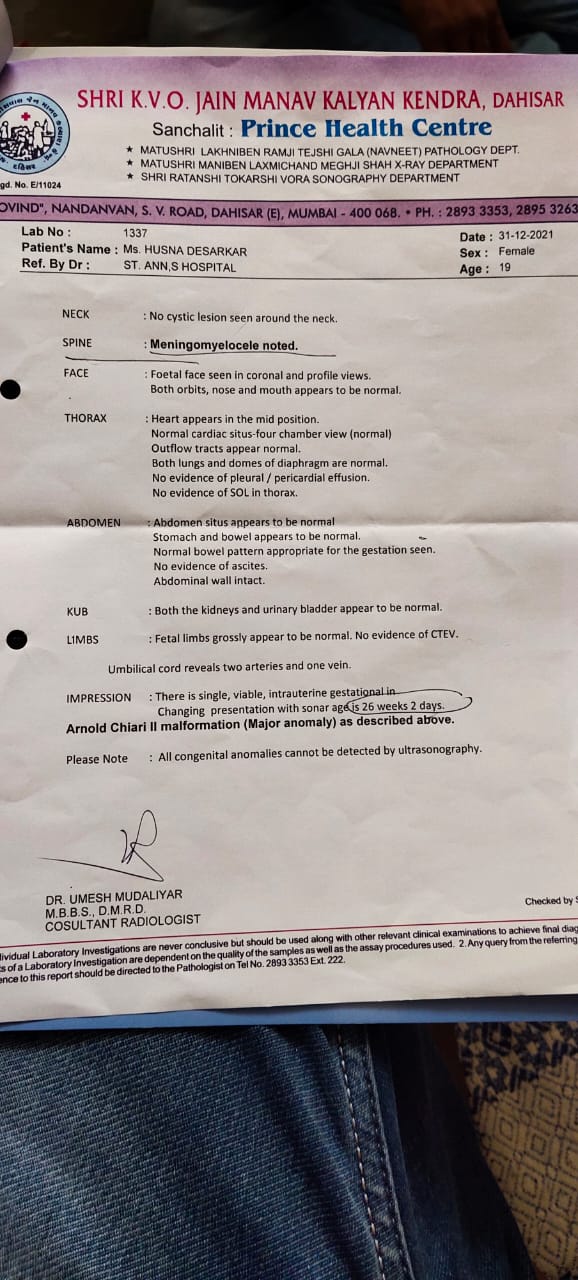 SHRI K.V.O. JAIN MANAV KALYAN KENDRA, DAHISAR
Sanchalit : Prince Health Centre
★ MATUSHRI LAKHNIBEN RAMJI TEJSHI GALA (NAVNEET) PATHOLOGY DEPT.
★ MATUSHRI MANIBEN LAXMICHAND MEGHJI SHAH X-RAY DEPARTMENT
★ SHRI RATANSHI TOKARSHI VORA SONOGRAPHY DEPARTMENT
gd. No. E/11024
OVIND", NANDANVAN, S. V. ROAD, DAHISAR (E), MUMBAI - 400 068. • PH. : 2893 3353, 2895 3263
Lab No : 1337 Date : 31-12-2021
Patient's Name : Ms. HUSNA DESARKAR Sex : Female
Ref. By Dr : ST. ANN,S HOSPITAL Age : 19
NECK : No cystic lesion seen around the neck.
SPINE : Meningomyelocele noted.
FACE : Foetal face seen in coronal and profile views.
Both orbits, nose and mouth appears to be normal.
THORAX : Heart appears in the mid position.
Normal cardiac situs-four chamber view (normal)
Outflow tracts appear normal.
Both lungs and domes of diaphragm are normal.
No evidence of pleural / pericardial effusion.
No evidence of SOL in thorax.
ABDOMEN : Abdomen situs appears to be normal
Stomach and bowel appears to be normal.
Normal bowel pattern appropriate for the gestation seen.
No evidence of ascites.
Abdominal wall intact.
KUB : Both the kidneys and urinary bladder appear to be normal.
LIMBS : Fetal limbs grossly appear to be normal. No evidence of CTEV.
Umbilical cord reveals two arteries and one vein.
IMPRESSION : There is single, viable, intrauterine gestational in
Changing presentation with sonar age is 26 weeks 2 days.
Arnold Chiari II malformation (Major anomaly) as described above.
Please Note : All congenital anomalies cannot be detected by ultrasonography.
DR. UMESH MUDALIYAR
M.B.B.S., D.M.R.D.
COSULTANT RADIOLOGIST
Checked by S
dividual Laboratory Investigations are never conclusive but should be used along with other relevant clinical examinations to achieve final diag
s of a Laboratory Investigation are dependent on the quality of the samples as well as the assay procedures used. 2. Any query from the referring
ence to this report should be directed to the Pathologist on Tel No. 2893 3353 Ext. 222.